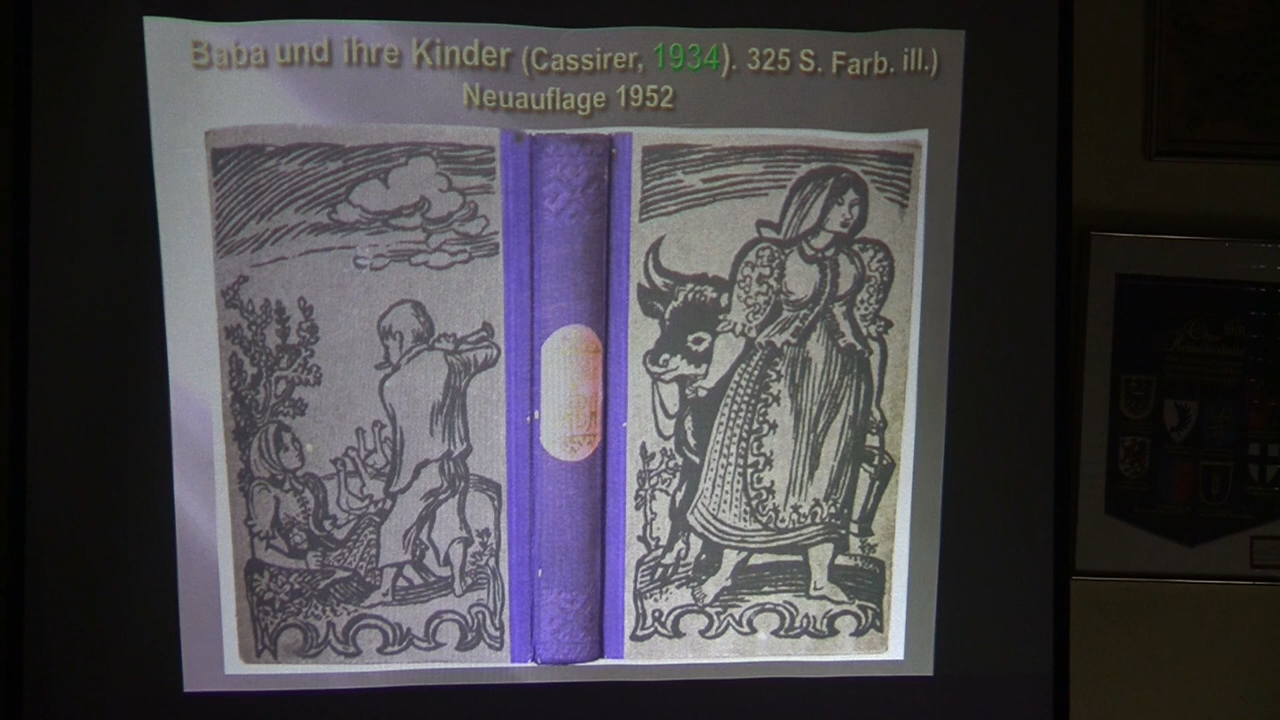 Baba und ihre Kinder (Cassirer, 1934). 325 S. Farb. ill.)
Neuauflage 1952